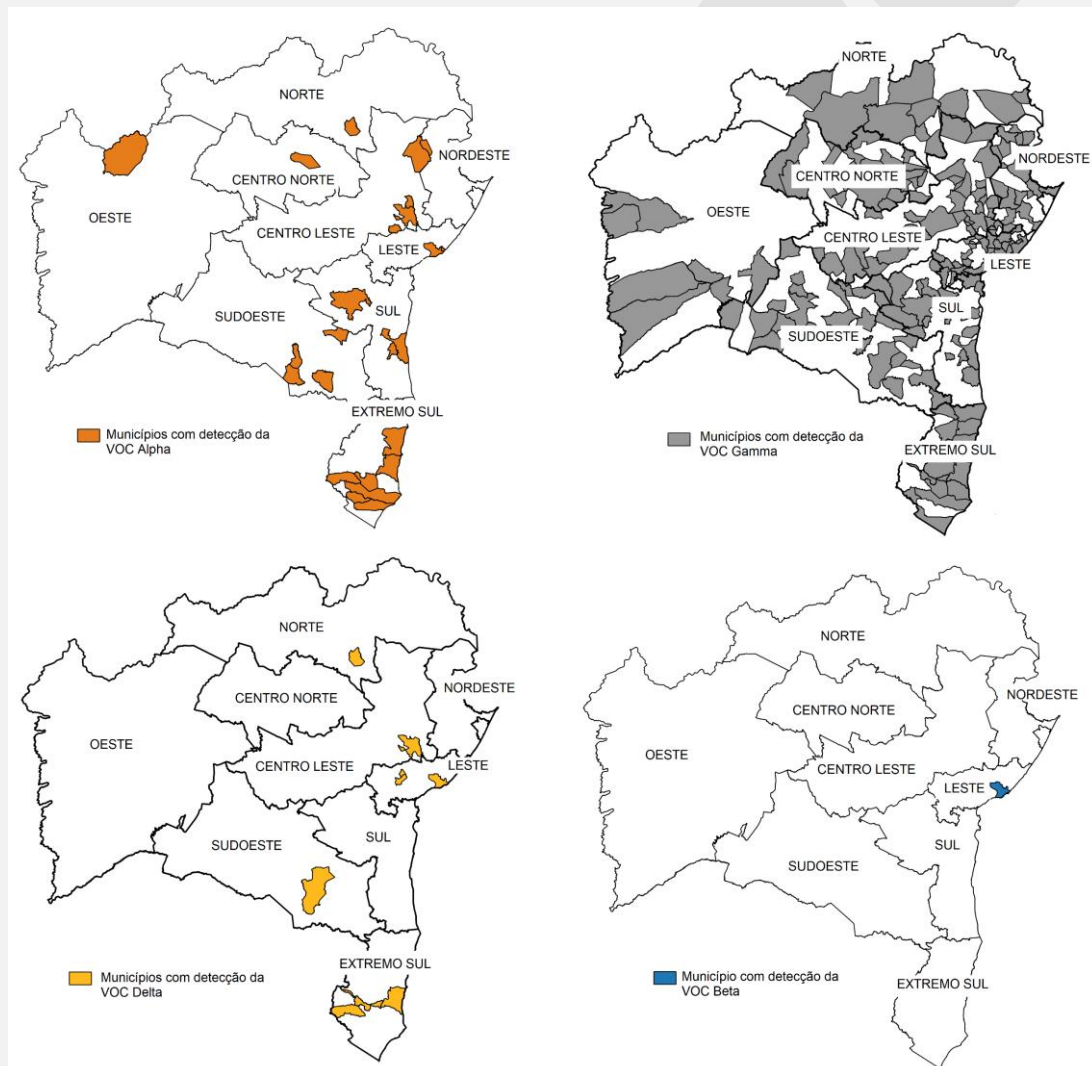 NORTE
NORDESTE
CENTRO NORTE
OESTE
CENTRO LESTE
LESTE
SUDOESTE
SUL
EXTREMO SUL
Municípios com detecção da
VOC Alpha
NORTE
NORDESTE
CENTRO NORTE
OESTE
CENTRO LESTE
LESTE
SUL
SUDOESTE
EXTREMO SUL
Municípios com detecção da
VOC Gamma
NORTE
NORDESTE
CENTRO NORTE
OESTE
CENTRO LESTE
LESTE
SUL
SUDOESTE
EXTREMO SUL
Municípios com detecção da
VOC Delta
NORTE
NORDESTE
CENTRO NORTE
OESTE
CENTRO LESTE
LESTE
SUL
SUDOESTE
EXTREMO SUL
Município com detecção da
VOC Beta